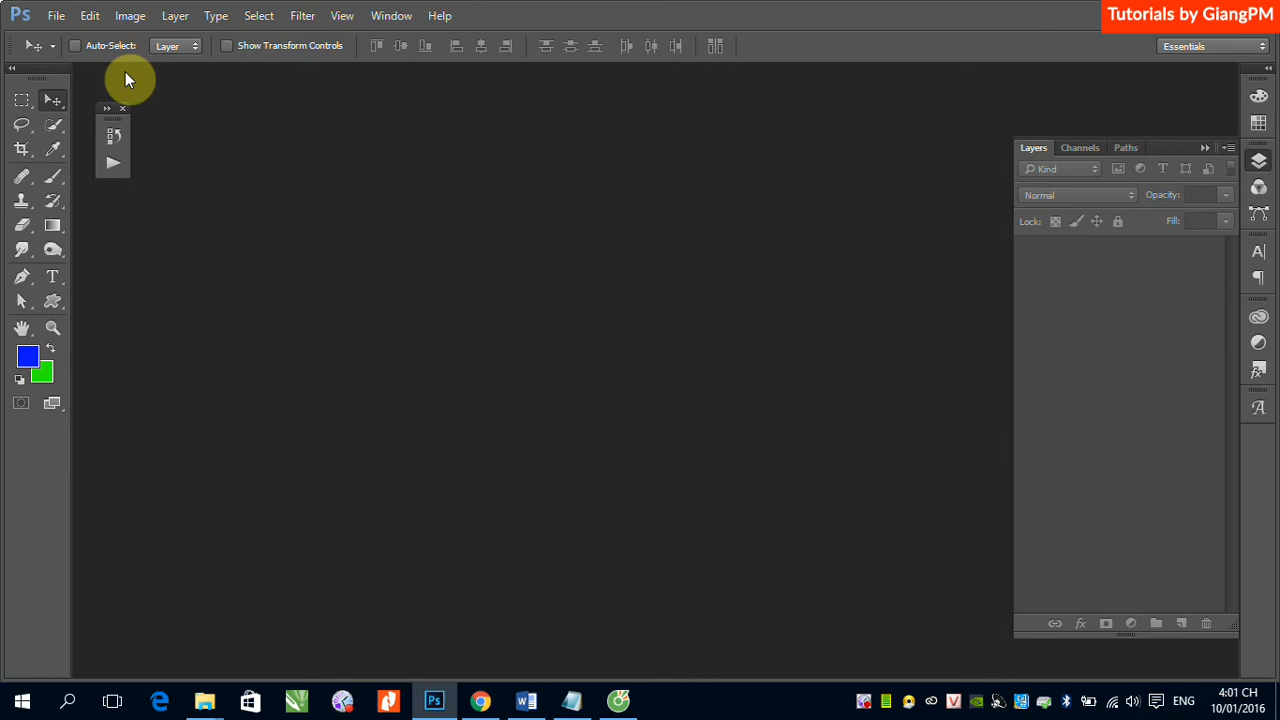 Ps File Edit Image Layer Type Select Filter View Window Help
Tutorials by GiangPM
Auto-Select: Layer Show Transform Controls
Essentials
Layers Channels Paths
Kind
Normal Opacity:
Lock: Fill:
ENG
4:01 CH
10/01/2016